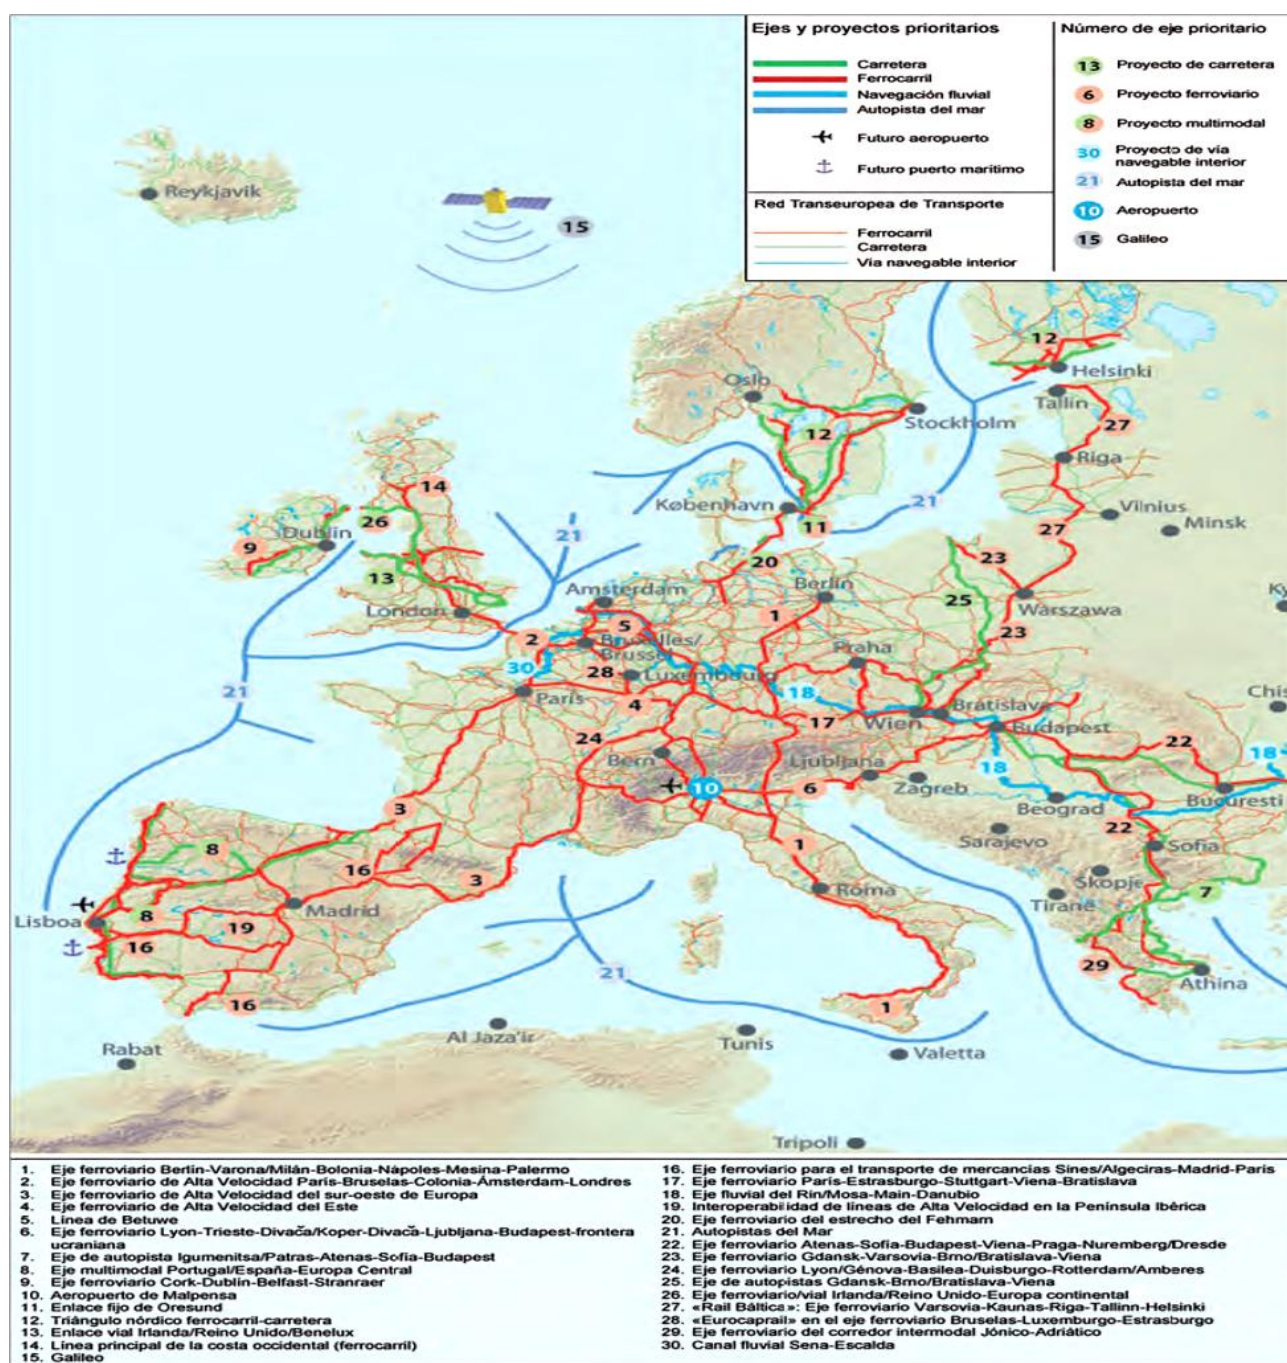 Ejes y proyectos prioritarios
Carretera
Ferrocarril
Navegación fluvial
Autopista del mar
Futuro aeropuerto
Futuro puerto marítimo
Red Transeuropea de Transporte
Ferrocarril
Carretera
Vía navegable interior
Número de eje prioritario
13 Proyecto de carretera
6 Proyecto ferroviario
8 Proyecto multimodal
30 Proyecto de vía
navegable interior
21 Autopista del mar
10 Aeropuerto
15 Galileo
Reykjavik
15
12
Helsinki
Oslo
Tallin
Stockholm
27
12
Riga
14
21
København
Vilnius
26
11
Minsk
Dublin
21
27
9
20
23
13
Amsterdam
Berlin
25
Warszawa
London
5
1
2
Bruxelles/
Brussel
23
30
28
Luxembourg
Praha
21
París
4
18
Wien
Bratislava
17
Budapest
24
22
Bern
Ljubljana
18
18
10
6
Zagreb
Bucuresti
3
Beograd
22
8
1
Sarajevo
Sofia
16
3
Skopje
7
Roma
Tirane
Lisboa
8
Madrid
19
16
21
29
Athina
16
1
Al Jaza'ir
Tunis
Rabat
Valetta
Tripoli
1. Eje ferroviario Berlín-Varona/Milán-Bolonia-Nápoles-Mesina-Palermo
2. Eje ferroviario de Alta Velocidad París-Bruselas-Colonia-Ámsterdam-Londres
3. Eje ferroviario de Alta Velocidad del sur-oeste de Europa
4. Eje ferroviario de Alta Velocidad del Este
5. Línea de Betuwe
6. Eje ferroviario Lyon-Trieste-Divača/Koper-Divača-Ljubljana-Budapest-frontera
ucraniana
7. Eje de autopista Igumenitsa/Patras-Atenas-Sofía-Budapest
8. Eje multimodal Portugal/España-Europa Central
9. Eje ferroviario Cork-Dublin-Belfast-Stranraer
10. Aeropuerto de Malpensa
11. Enlace fijo de Oresund
12. Triángulo nórdico ferrocarril-carretera
13. Enlace vial Irlanda/Reino Unido/Benelux
14. Línea principal de la costa occidental (ferrocarril)
15. Galileo
16. Eje ferroviario para el transporte de mercancías Sines/Algeciras-Madrid-París
17. Eje ferroviario París-Estrasburgo-Stuttgart-Viena-Bratislava
18. Eje fluvial del Rin/Mosa-Main-Danubio
19. Interoperabilidad de líneas de Alta Velocidad en la Península Ibérica
20. Eje ferroviario del estrecho del Fehmarn
21. Autopistas del Mar
22. Eje ferroviario Atenas-Sofia-Budapest-Viena-Praga-Nuremberg/Dresde
23. Eje ferroviario Gdansk-Varsovia-Brno/Bratislava-Viena
24. Eje ferroviario Lyon/Génova-Basilea-Duisburgo-Rotterdam/Amberes
25. Eje de autopistas Gdansk-Brno/Bratislava-Viena
26. Eje ferroviario/vial Irlanda/Reino Unido-Europa continental
27. «Rail Báltica»: Eje ferroviario Varsovia-Kaunas-Riga-Tallinn-Helsinki
28. «Eurocaprail» en el eje ferroviario Bruselas-Luxemburgo-Estrasburgo
29. Eje ferroviario del corredor intermodal Jónico-Adriático
30. Canal fluvial Sena-Escalda